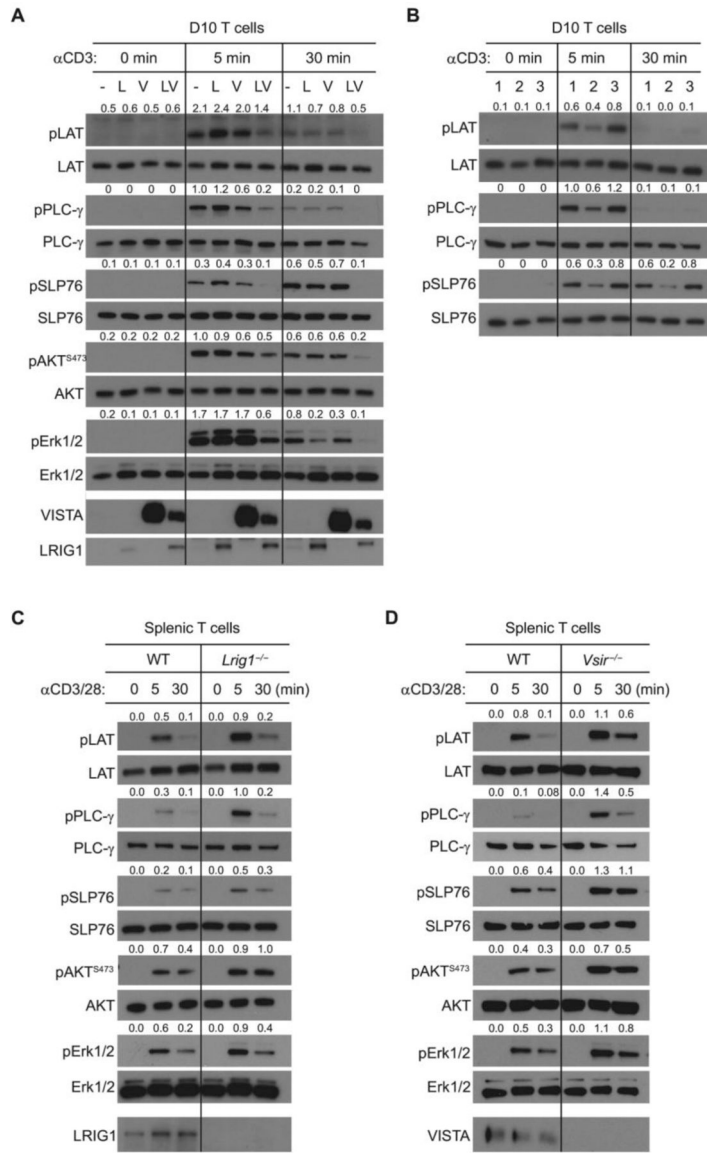 A
D10 T cells
αCD3: 0 min 5 min 30 min
- L V LV - L V LV - L V LV
0.5 0.6 0.5 0.6 2.1 2.4 2.0 1.4 1.1 0.7 0.8 0.5
pLAT
LAT
0 0 0 0 1.0 1.2 0.6 0.2 0.2 0.2 0.1 0
pPLC-γ
PLC-γ
0.1 0.1 0.1 0.1 0.3 0.4 0.3 0.1 0.6 0.5 0.7 0.1
pSLP76
SLP76
0.2 0.2 0.2 0.2 1.0 0.9 0.6 0.5 0.6 0.6 0.6 0.2
pAKTS473
AKT
0.2 0.1 0.1 0.1 1.7 1.7 1.7 0.6 0.8 0.2 0.3 0.1
pErk1/2
Erk1/2
VISTA
LRIG1
B
D10 T cells
αCD3: 0 min 5 min 30 min
1 2 3 1 2 3 1 2 3
0.1 0.1 0.1 0.6 0.4 0.8 0.1 0.0 0.1
pLAT
LAT
0 0 0 1.0 0.6 1.2 0.1 0.1 0.1
pPLC-γ
PLC-γ
0 0 0 0.6 0.3 0.8 0.6 0.2 0.8
pSLP76
SLP76
C
Splenic T cells
WT Lrig1–/–
αCD3/28: 0 5 30 0 5 30 (min)
0.0 0.5 0.1 0.0 0.9 0.2
pLAT
LAT
0.0 0.3 0.1 0.0 1.0 0.2
pPLC-γ
PLC-γ
0.0 0.2 0.1 0.0 0.5 0.3
pSLP76
SLP76
0.0 0.7 0.4 0.0 0.9 1.0
pAKTS473
AKT
0.0 0.6 0.2 0.0 0.9 0.4
pErk1/2
Erk1/2
LRIG1
D
Splenic T cells
WT Vsir–/–
αCD3/28: 0 5 30 0 5 30 (min)
0.0 0.8 0.1 0.0 1.1 0.6
pLAT
LAT
0.0 0.1 0.08 0.0 1.4 0.5
pPLC-γ
PLC-γ
0.0 0.6 0.4 0.0 1.3 1.1
pSLP76
SLP76
0.0 0.4 0.3 0.0 0.7 0.5
pAKTS473
AKT
0.0 0.5 0.3 0.0 1.1 0.8
pErk1/2
Erk1/2
VISTA